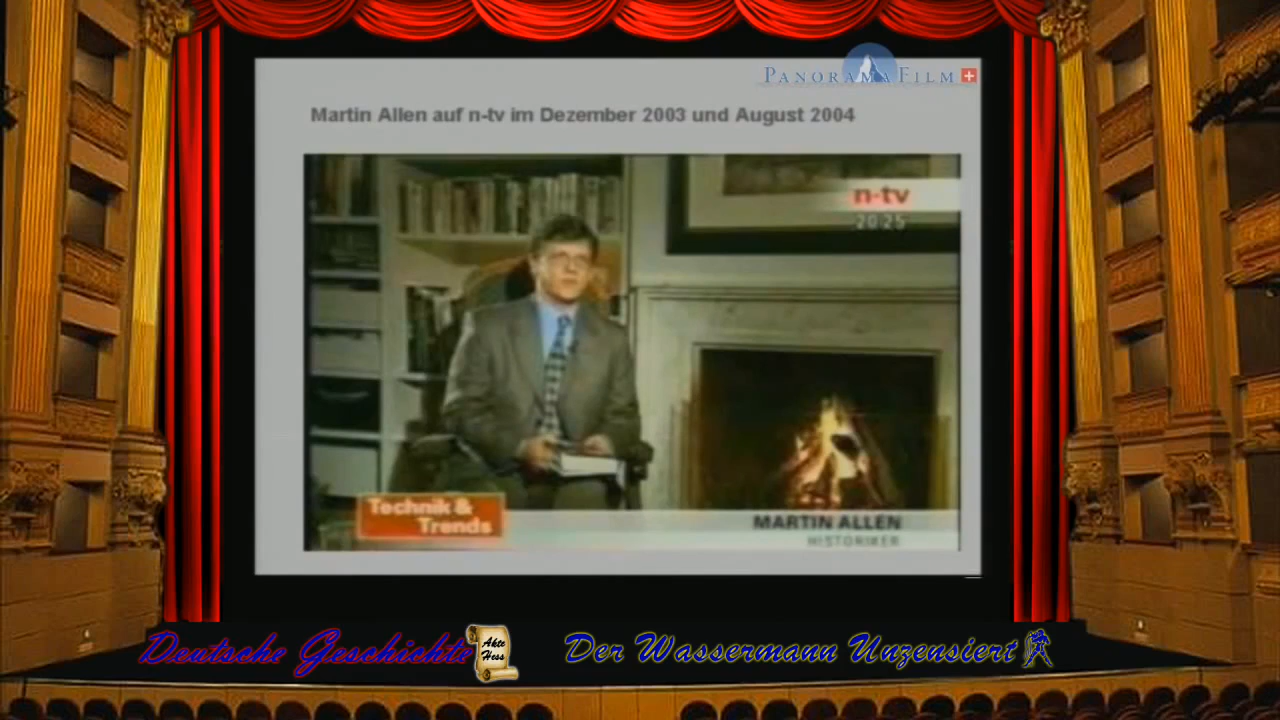 PANORAMA FILM
Martin Allen auf n-tv im Dezember 2003 und August 2004
n-tv
20:25
Technik &
Trends
MARTIN ALLEN
HISTORIKER
Deutsche Geschichte
Akte
Hess
Der Wassermann Unzensiert